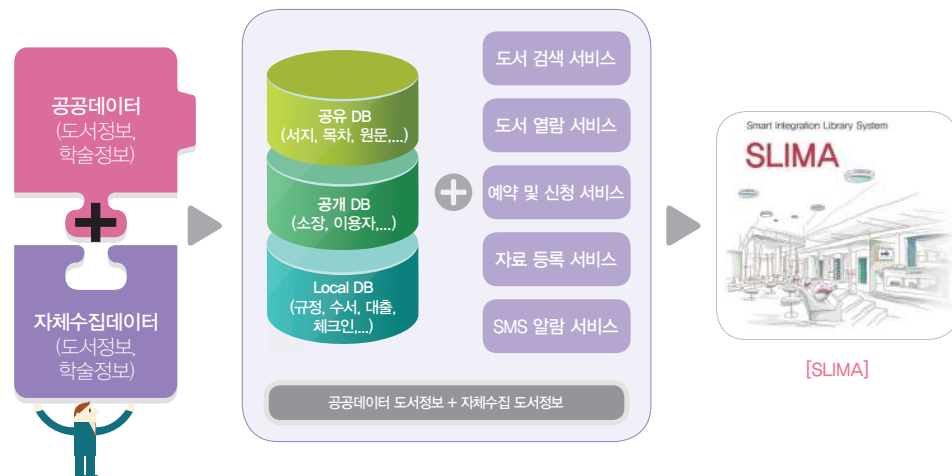 공공데이터
(도서정보,
학술정보)
자체수집데이터
(도서정보,
학술정보)
공유 DB
(서지, 목차, 원문,...)
공개 DB
(소장, 이용자,...)
Local DB
(규정, 수서, 대출,
체크인,...)
도서 검색 서비스
도서 열람 서비스
예약 및 신청 서비스
자료 등록 서비스
SMS 알람 서비스
공공데이터 도서정보 + 자체수집 도서정보
Smart Integration Library System
SLIMA
[SLIMA]